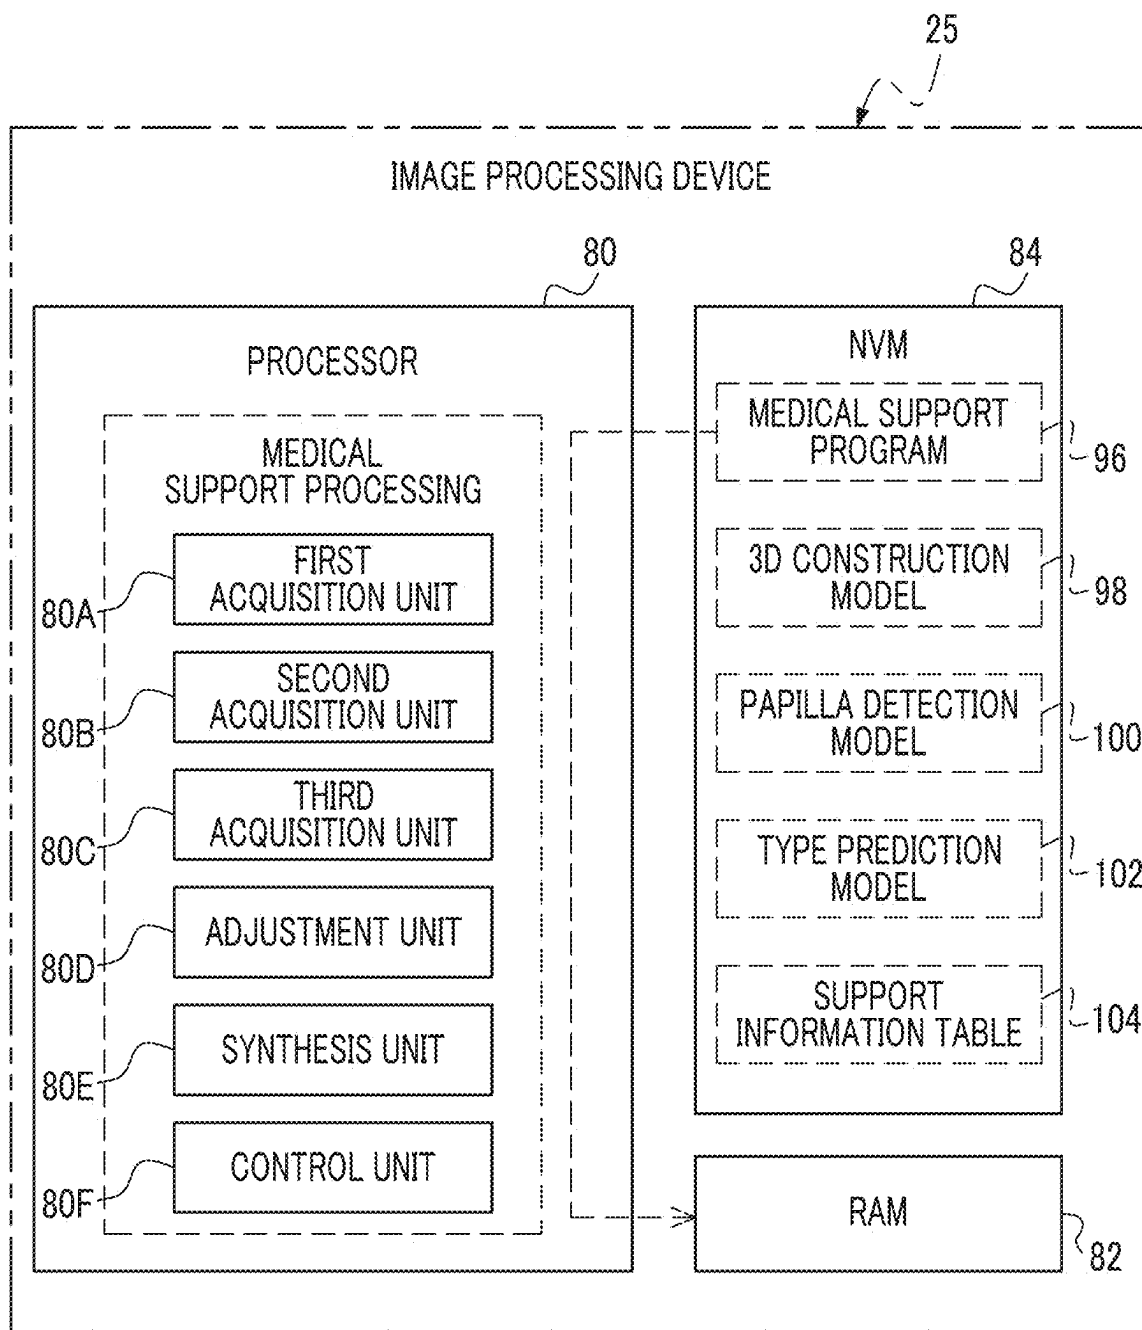 25
IMAGE PROCESSING DEVICE
80
PROCESSOR
MEDICAL
SUPPORT PROCESSING
FIRST
ACQUISITION UNIT
80A
SECOND
ACQUISITION UNIT
80B
THIRD
ACQUISITION UNIT
80C
ADJUSTMENT UNIT
80D
SYNTHESIS UNIT
80E
CONTROL UNIT
80F
84
NVM
MEDICAL SUPPORT
PROGRAM
96
3D CONSTRUCTION
MODEL
98
PAPILLA DETECTION
MODEL
100
TYPE PREDICTION
MODEL
102
SUPPORT
INFORMATION TABLE
104
RAM
82